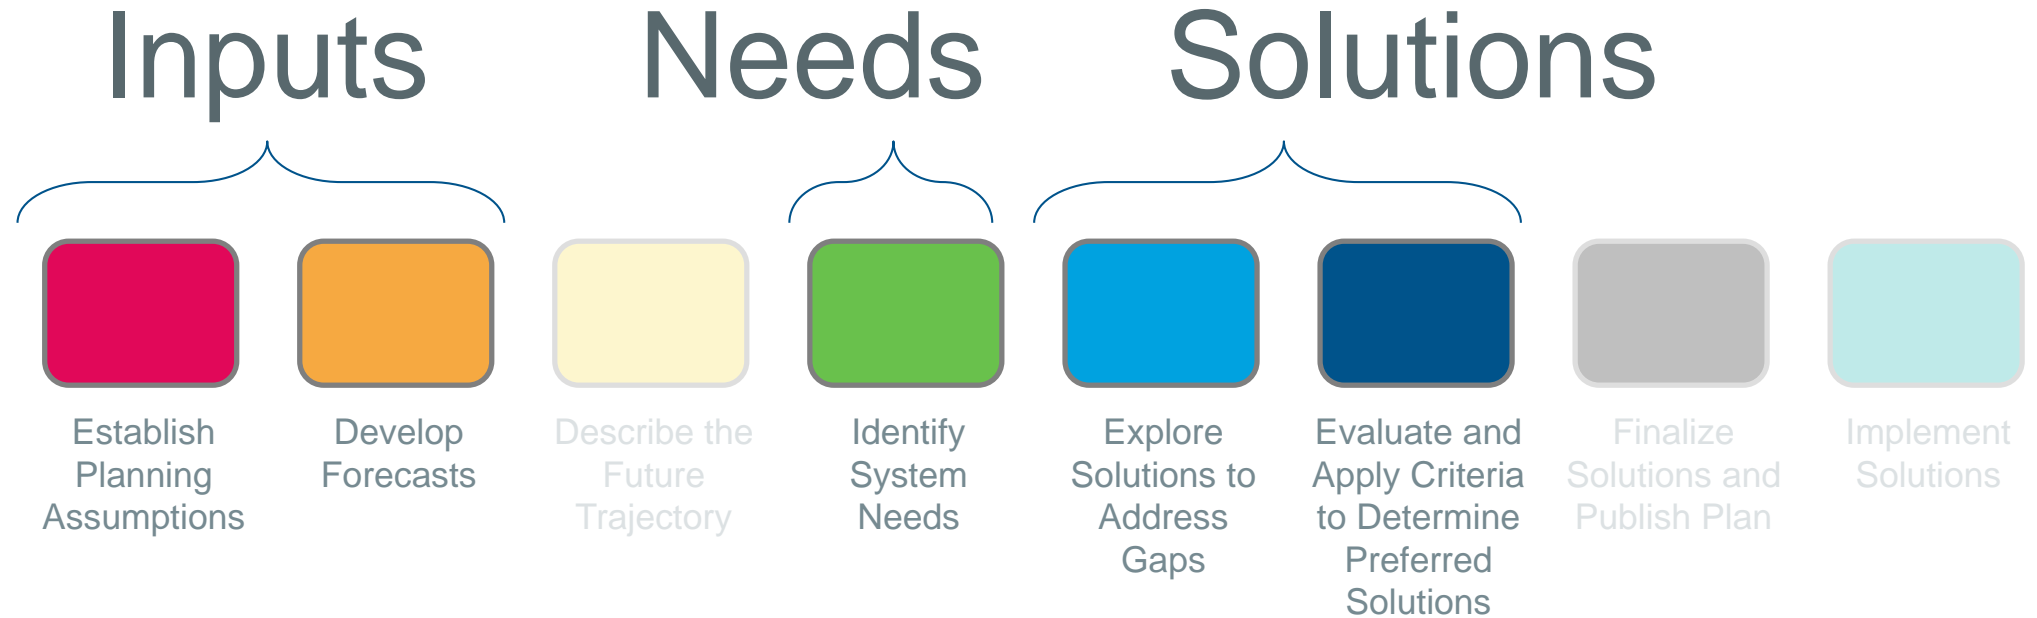 Inputs
Needs
Solutions
Establish
Planning
Assumptions
Develop
Forecasts
Describe the
Future
Trajectory
Identify
System
Needs
Explore
Solutions to
Address
Gaps
Evaluate and
Apply Criteria
to Determine
Preferred
Solutions
Finalize
Solutions and
Publish Plan
Implement
Solutions